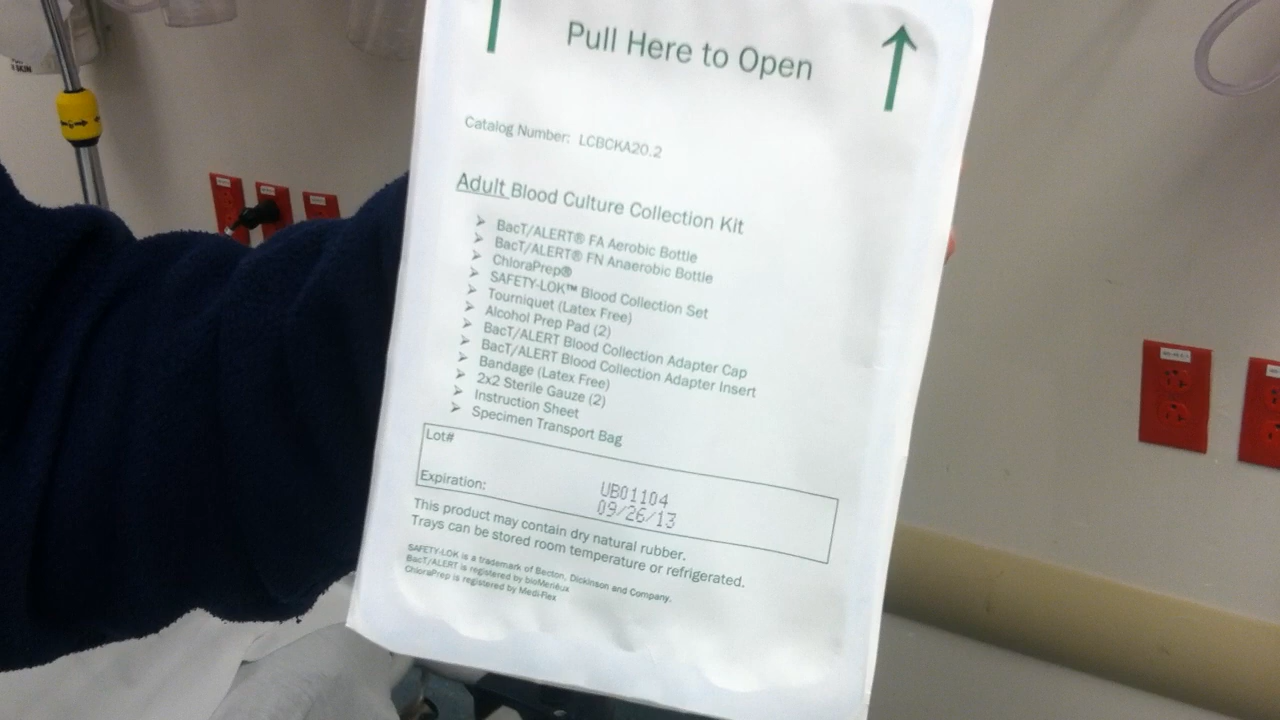 Pull Here to Open
Catalog Number: LCBCKA20.2
Adult Blood Culture Collection Kit
BacT/ALERT® FA Aerobic Bottle
BacT/ALERT® FN Anaerobic Bottle
ChloraPrep®
SAFETY-LOK™ Blood Collection Set
Tourniquet (Latex Free)
Alcohol Prep Pad (2)
BacT/ALERT Blood Collection Adapter Cap
BacT/ALERT Blood Collection Adapter Insert
Bandage (Latex Free)
2x2 Sterile Gauze (2)
Instruction Sheet
Specimen Transport Bag
Lot#
UB01104
Expiration:
09/26/13
This product may contain dry natural rubber.
Trays can be stored room temperature or refrigerated.
SAFETY-LOK is a trademark of Becton, Dickinson and Company.
BacT/ALERT is registered by bioMerieux
ChloraPrep is registered by Medi-Flex
SKIN